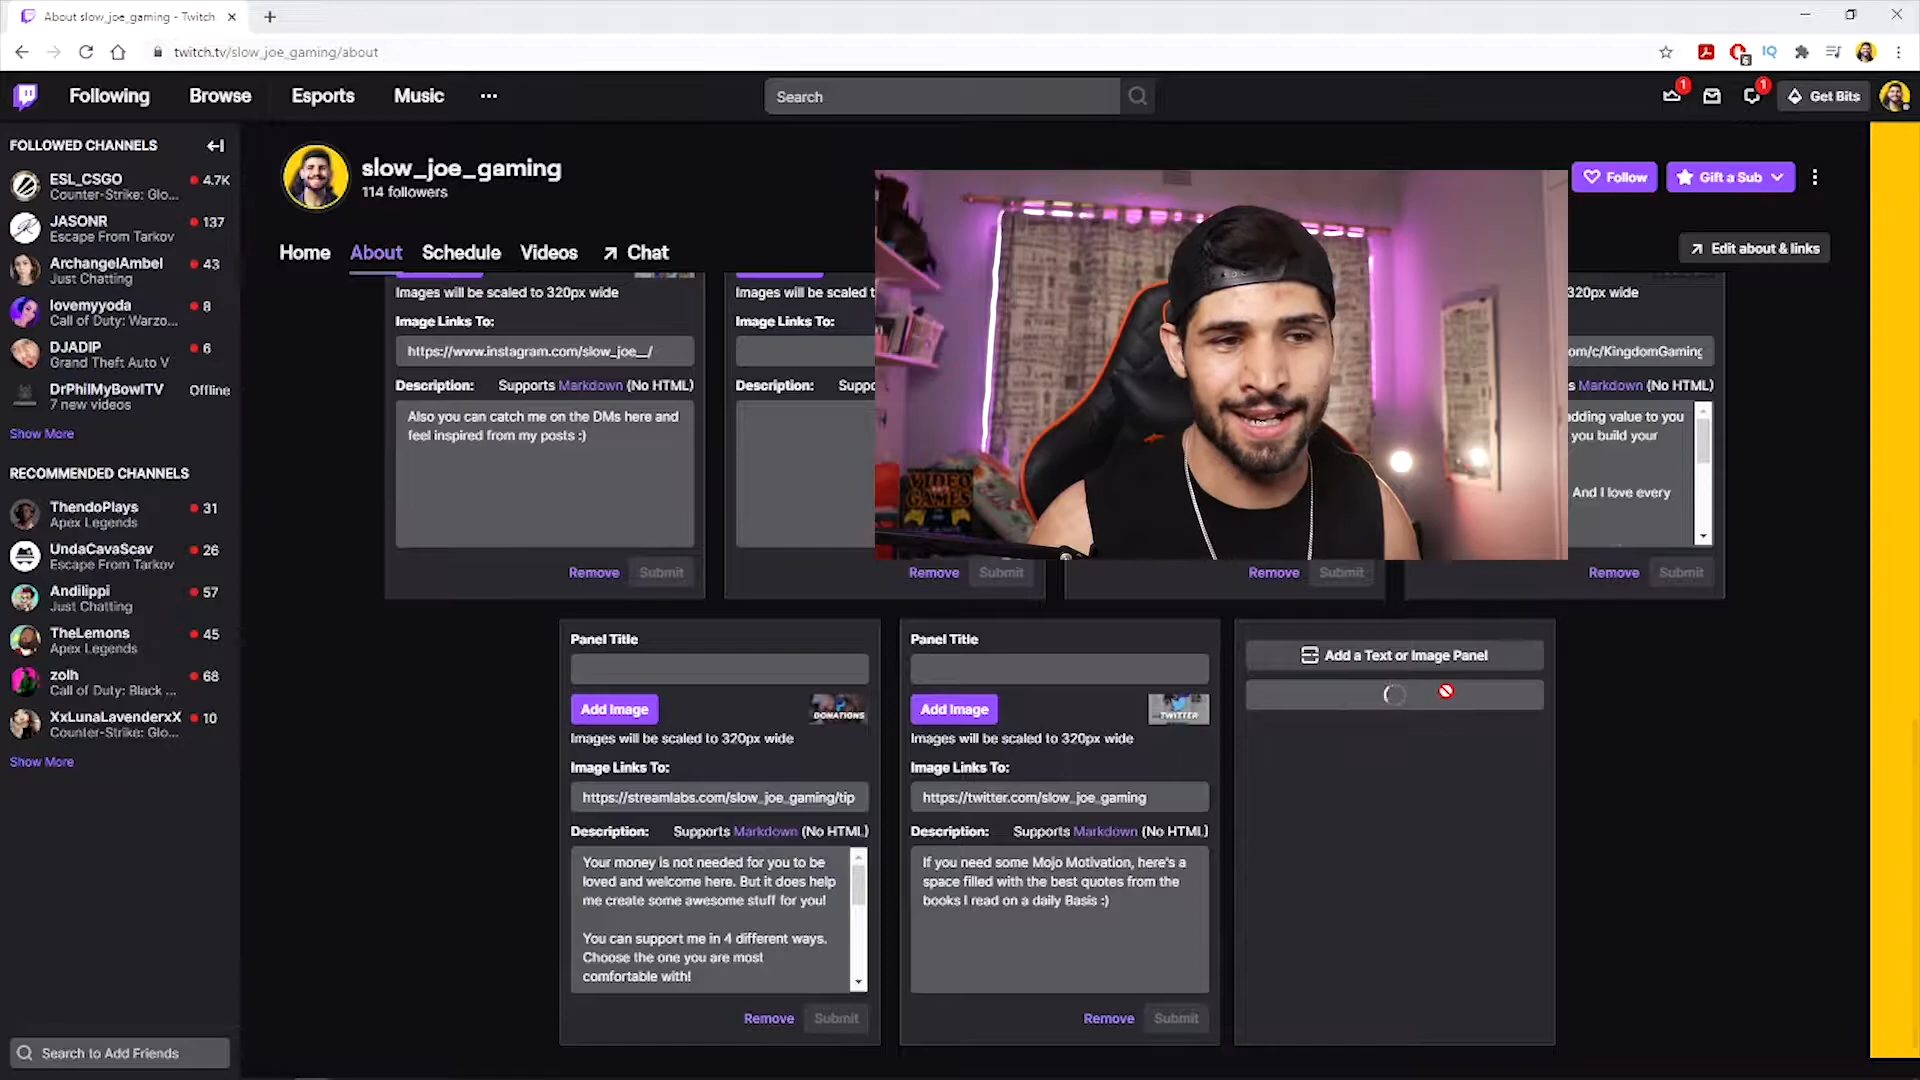 About slow_joe_gaming - Twitch
twitch.tv/slow_joe_gaming/about
Following
Browse
Esports
Music
Search
1
1
Get Bits
FOLLOWED CHANNELS
ESL_CSGO
4.7K
Counter-Strike: Glo...
JASONR
137
Escape From Tarkov
ArchangelAmbel
43
Just Chatting
lovemyyoda
8
Call of Duty: Warzo...
DJADIP
6
Grand Theft Auto V
DrPhilMyBowlTV
Offline
7 new videos
Show More
RECOMMENDED CHANNELS
ThendoPlays
31
Apex Legends
UndaCavaScav
26
Escape From Tarkov
Andilippi
57
Just Chatting
TheLemons
45
Apex Legends
zolh
68
Call of Duty: Black ...
XxLunaLavenderxX
10
Counter-Strike: Glo...
Show More
Search to Add Friends
slow_joe_gaming
114 followers
Follow
Gift a Sub
Home
About
Schedule
Videos
Chat
Edit about & links
Images will be scaled to 320px wide
Image Links To:
https://www.instagram.com/slow_joe__/
Description: Supports Markdown (No HTML)
Also you can catch me on the DMs here and
feel inspired from my posts :)
Remove
Submit
Images will be scaled t
Image Links To:
Description: Suppo
Remove
Submit
VIDEO
GAMES
Remove
Submit
320px wide
om/c/KingdomGaming
s Markdown (No HTML)
adding value to you
you build your
And I love every
Remove
Submit
Panel Title
Add Image
DONATIONS
Images will be scaled to 320px wide
Image Links To:
https://streamlabs.com/slow_joe_gaming/tip
Description: Supports Markdown (No HTML)
Your money is not needed for you to be
loved and welcome here. But it does help
me create some awesome stuff for you!
You can support me in 4 different ways.
Choose the one you are most
comfortable with!
Remove
Submit
Panel Title
Add Image
TWITTER
Images will be scaled to 320px wide
Image Links To:
https://twitter.com/slow_joe_gaming
Description: Supports Markdown (No HTML)
If you need some Mojo Motivation, here's a
space filled with the best quotes from the
books I read on a daily Basis :)
Remove
Submit
Add a Text or Image Panel